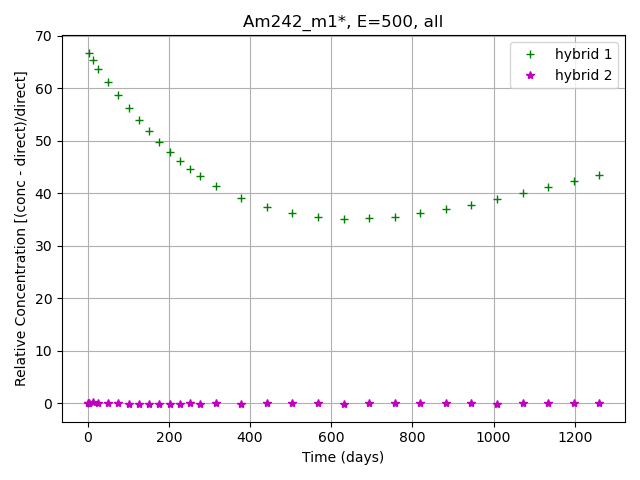 Am242_m1*, E=500, all
Relative Concentration [(conc - direct)/direct]
70
60
50
40
30
20
10
0
hybrid 1
hybrid 2
0 200 400 600 800 1000 1200
Time (days)